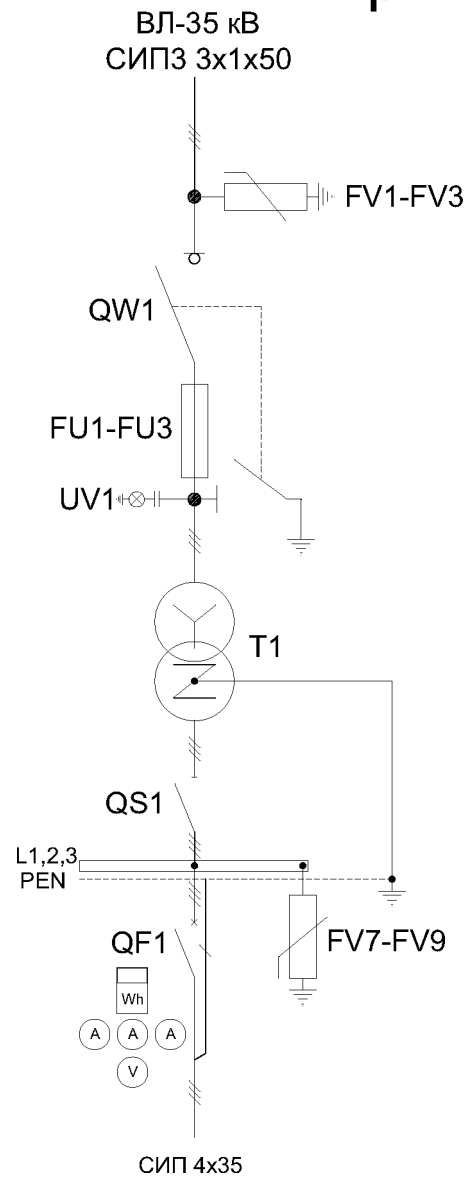 ВЛ-35 кВ
СИП3 3х1х50
FV1-FV3
QW1
FU1-FU3
UV1
T1
QS1
L1,2,3
PEN
QF1
FV7-FV9
Wh
A A A
V
СИП 4х35